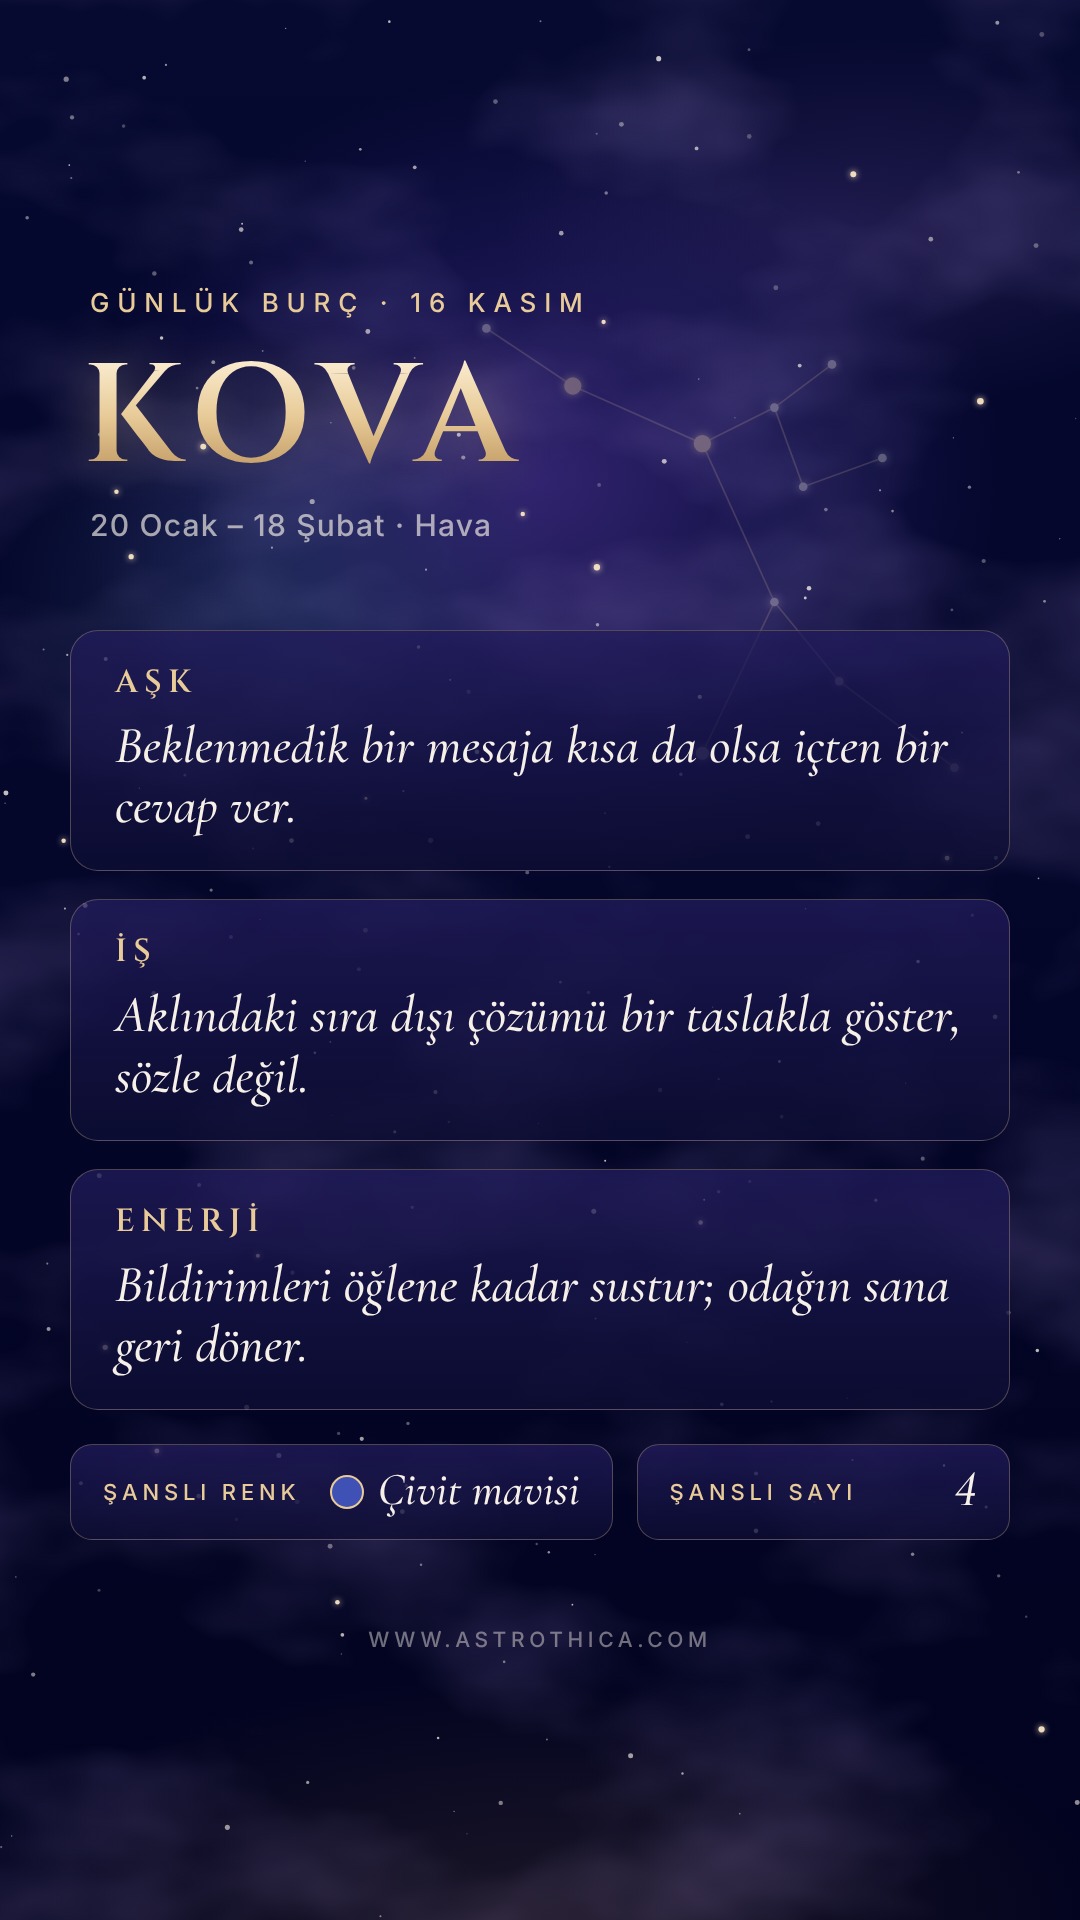 GÜNLÜK BURÇ · 16 KASIM
KOVA
20 Ocak – 18 Şubat · Hava
AŞK
Beklenmedik bir mesaja kısa da olsa içten bir
cevap ver.
İŞ
Aklındaki sıra dışı çözümü bir taslakla göster,
sözle değil.
ENERJİ
Bildirimleri öğlene kadar sustur; odağın sana
geri döner.
ŞANSLI RENK Çivit mavisi
ŞANSLI SAYI 4
WWW.ASTROTHICA.COM